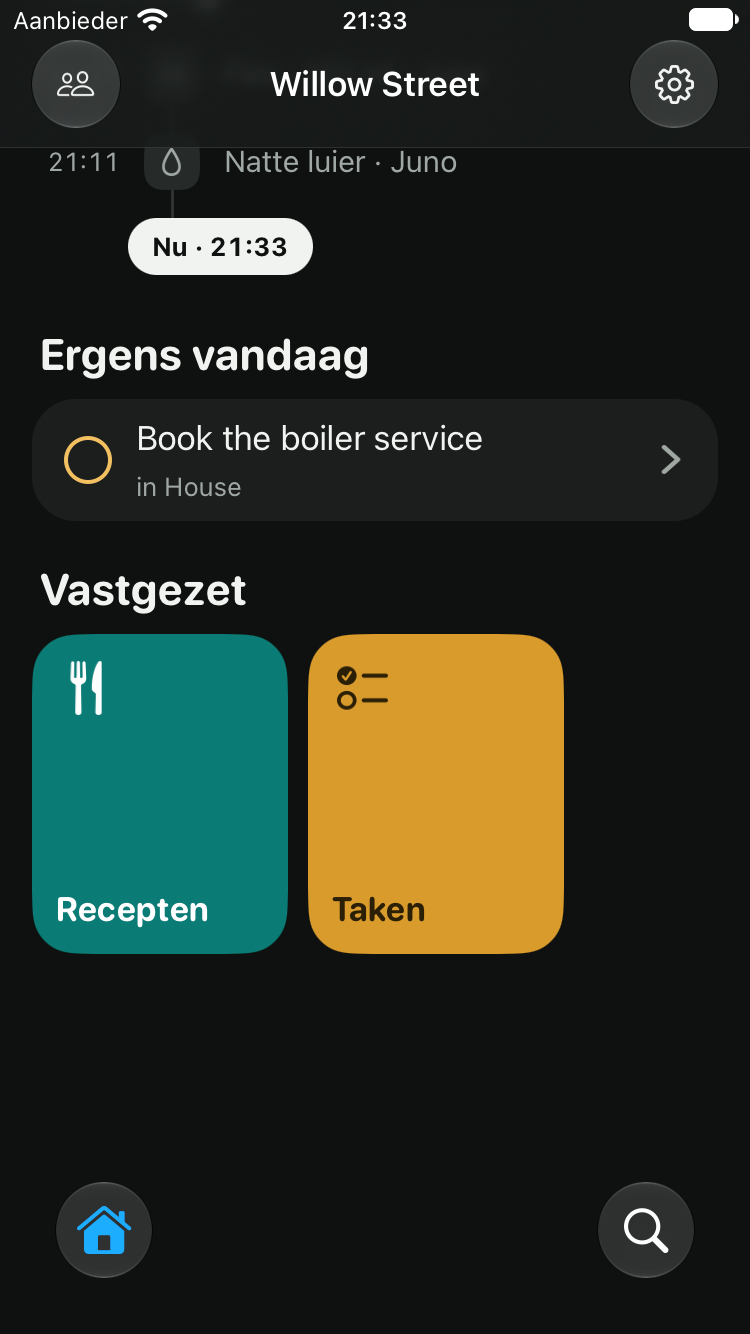 Aanbieder 21:33
Willow Street
21:11 Natte luier · Juno
Nu · 21:33
Ergens vandaag
Book the boiler service
in House
Vastgezet
Recepten Taken